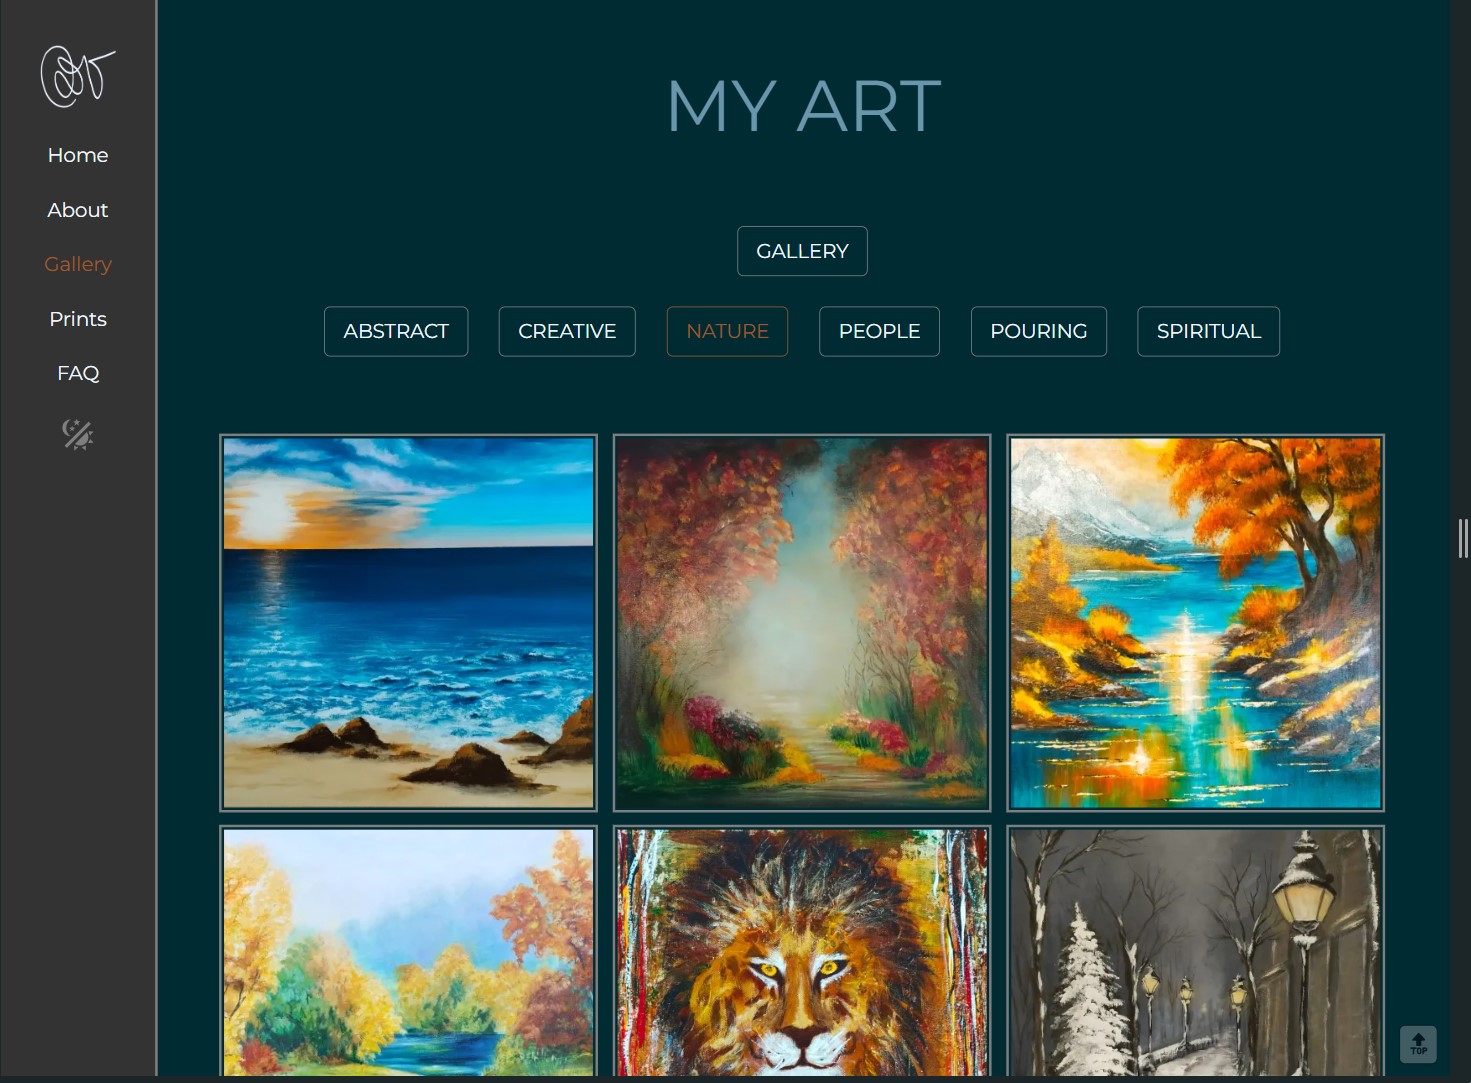 Home
About
Gallery
Prints
FAQ
MY ART
GALLERY
ABSTRACT CREATIVE NATURE PEOPLE POURING SPIRITUAL
TOP